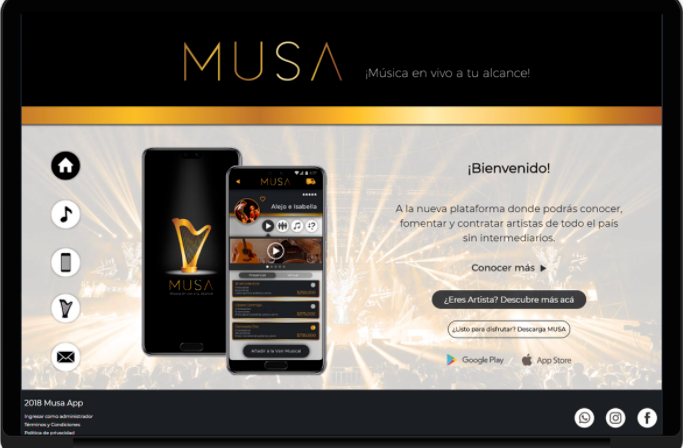 MUSA
¡Música en vivo a tu alcance!
¡Bienvenido!
A la nueva plataforma donde podrás conocer,
fomentar y contratar artistas de todo el país
sin intermediarios.
Conocer más
¿Eres Artista? Descubre más acá
¿Listo para disfrutar? Descarga MUSA
Google Play
App Store
MUSA
MUSA
Alejo e Isabella
Añadir a la Van Musical
2018 Musa App
Ingresar como administrador
Términos y Condiciones
Política de privacidad